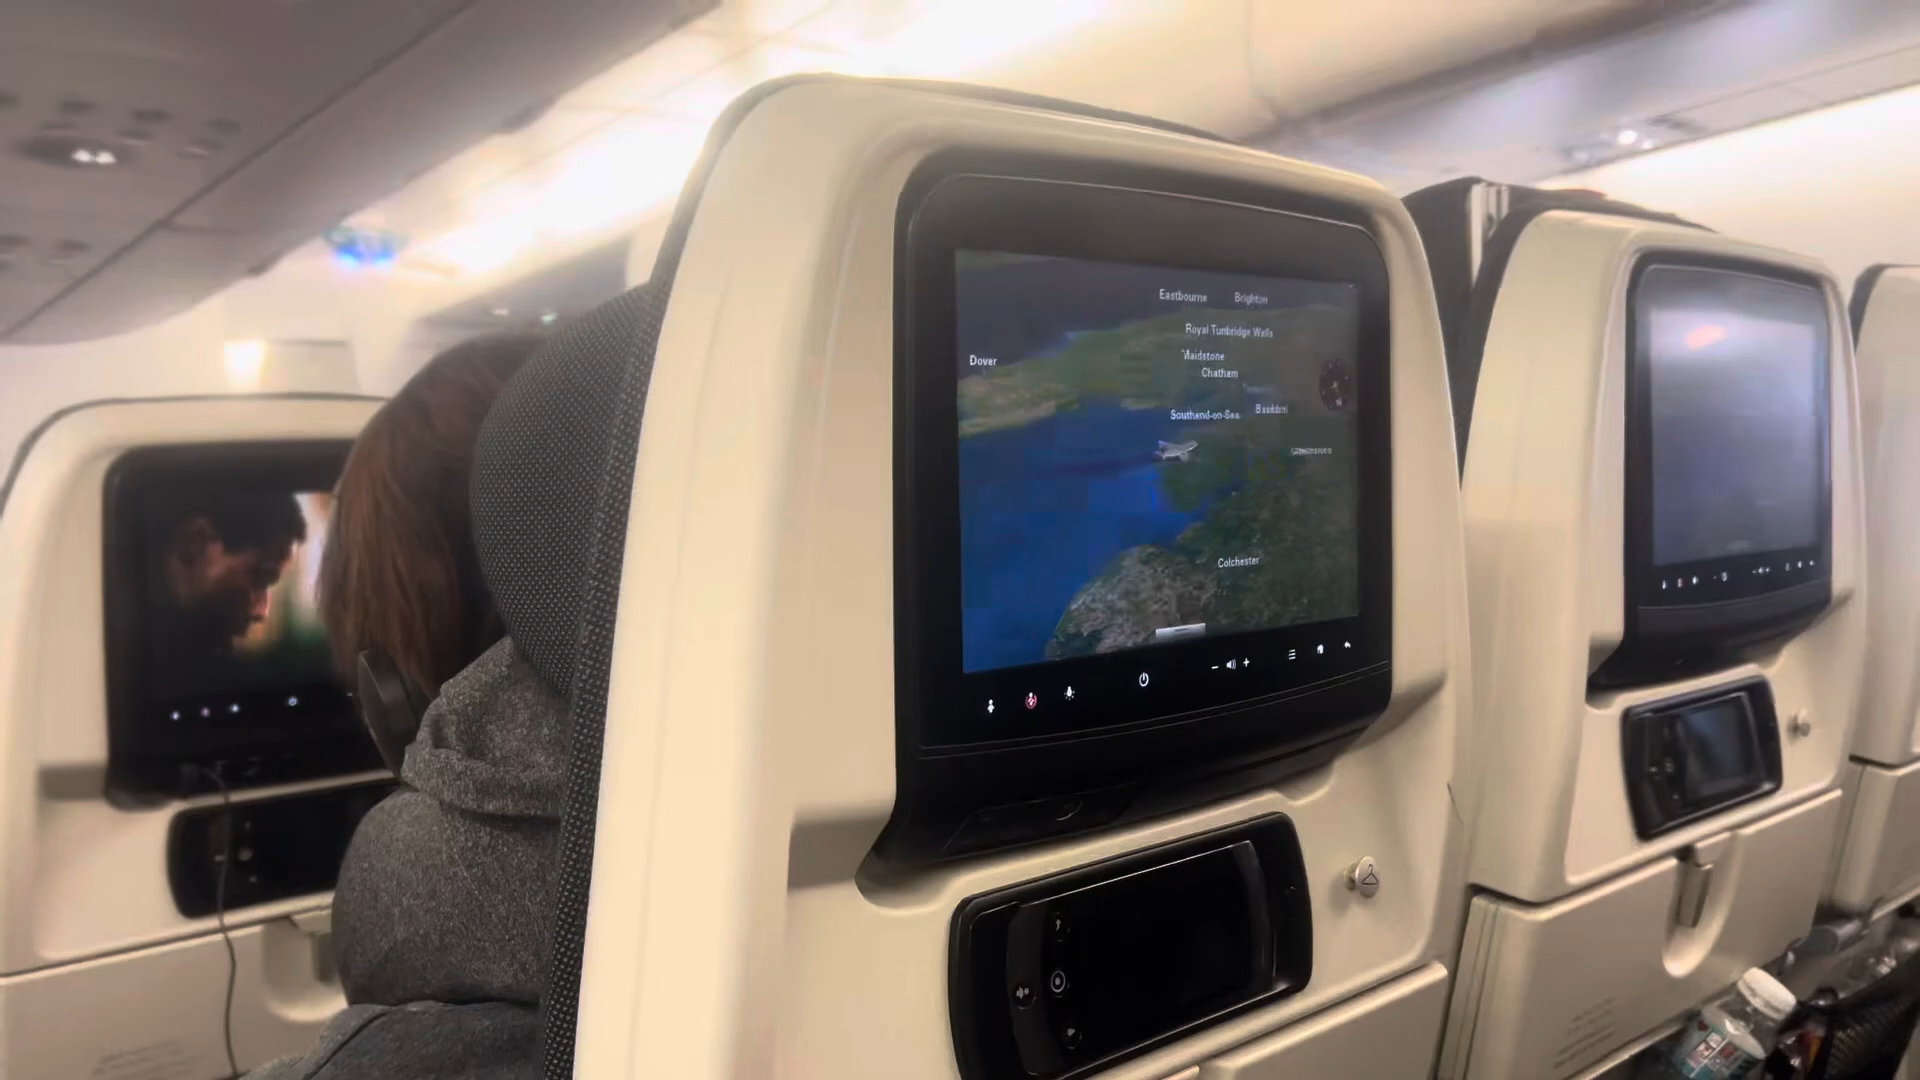 Eastbourne Brighton
Royal Tunbridge Wells
Dover
Maidstone
Chatham
Southend-on-Sea Basildon
Colchester